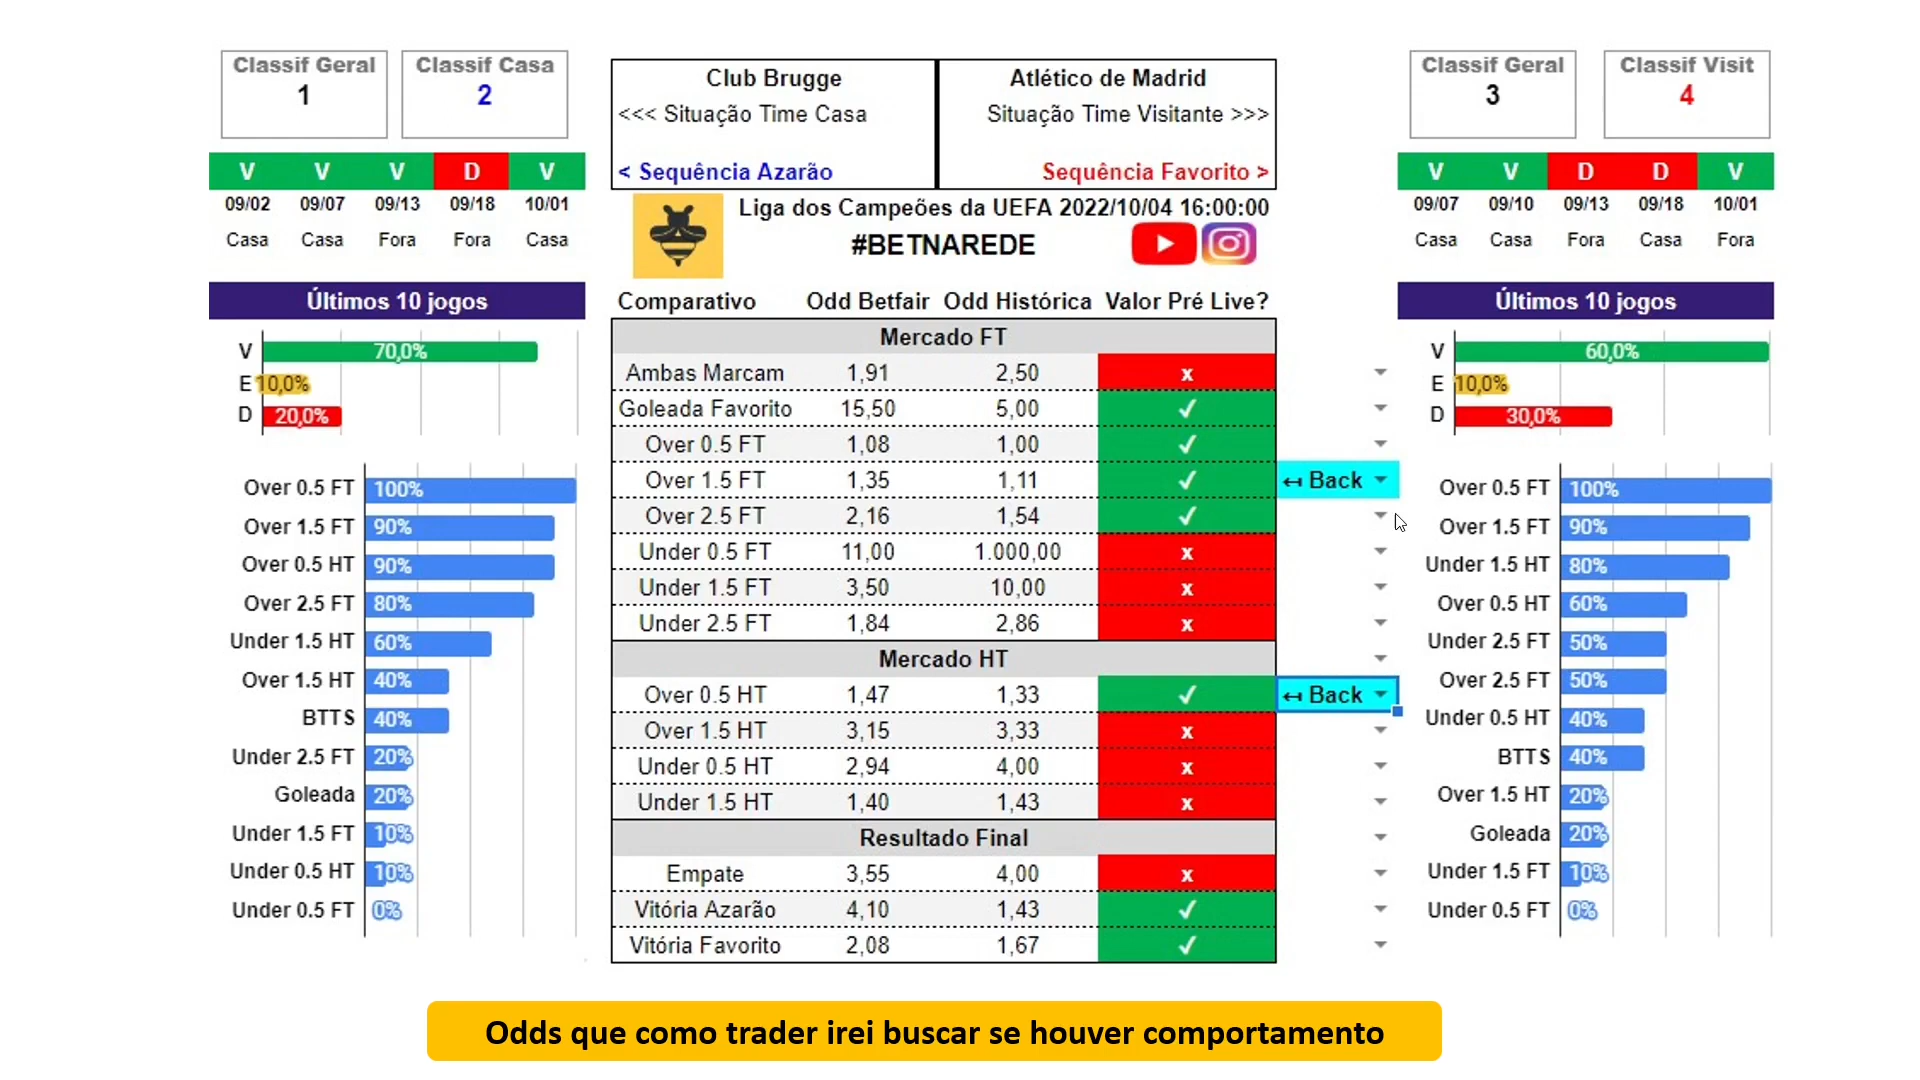 Classif Geral
1
Classif Casa
2
V V V D V
09/02 09/07 09/13 09/18 10/01
Casa Casa Fora Fora Casa
Últimos 10 jogos
V 70,0%
E 10,0%
D 20,0%
Over 0.5 FT 100%
Over 1.5 FT 90%
Over 0.5 HT 90%
Over 2.5 FT 80%
Under 1.5 HT 60%
Over 1.5 HT 40%
BTTS 40%
Under 2.5 FT 20%
Goleada 20%
Under 1.5 FT 10%
Under 0.5 HT 10%
Under 0.5 FT 0%
Club Brugge
<<< Situação Time Casa
< Sequência Azarão
Atlético de Madrid
Situação Time Visitante >>>
Sequência Favorito >
Liga dos Campeões da UEFA 2022/10/04 16:00:00
#BETNAREDE
Comparativo Odd Betfair Odd Histórica Valor Pré Live?
Mercado FT
Ambas Marcam 1,91 2,50 x
Goleada Favorito 15,50 5,00 ✓
Over 0.5 FT 1,08 1,00 ✓
Over 1.5 FT 1,35 1,11 ✓ ↤ Back
Over 2.5 FT 2,16 1,54 ✓
Under 0.5 FT 11,00 1.000,00 x
Under 1.5 FT 3,50 10,00 x
Under 2.5 FT 1,84 2,86 x
Mercado HT
Over 0.5 HT 1,47 1,33 ✓ ↤ Back
Over 1.5 HT 3,15 3,33 x
Under 0.5 HT 2,94 4,00 x
Under 1.5 HT 1,40 1,43 x
Resultado Final
Empate 3,55 4,00 x
Vitória Azarão 4,10 1,43 ✓
Vitória Favorito 2,08 1,67 ✓
Classif Geral
3
Classif Visit
4
V V D D V
09/07 09/10 09/13 09/18 10/01
Casa Casa Fora Casa Fora
Últimos 10 jogos
V 60,0%
E 10,0%
D 30,0%
Over 0.5 FT 100%
Over 1.5 FT 90%
Under 1.5 HT 80%
Over 0.5 HT 60%
Under 2.5 FT 50%
Over 2.5 FT 50%
Under 0.5 HT 40%
BTTS 40%
Over 1.5 HT 20%
Goleada 20%
Under 1.5 FT 10%
Under 0.5 FT 0%
Odds que como trader irei buscar se houver comportamento